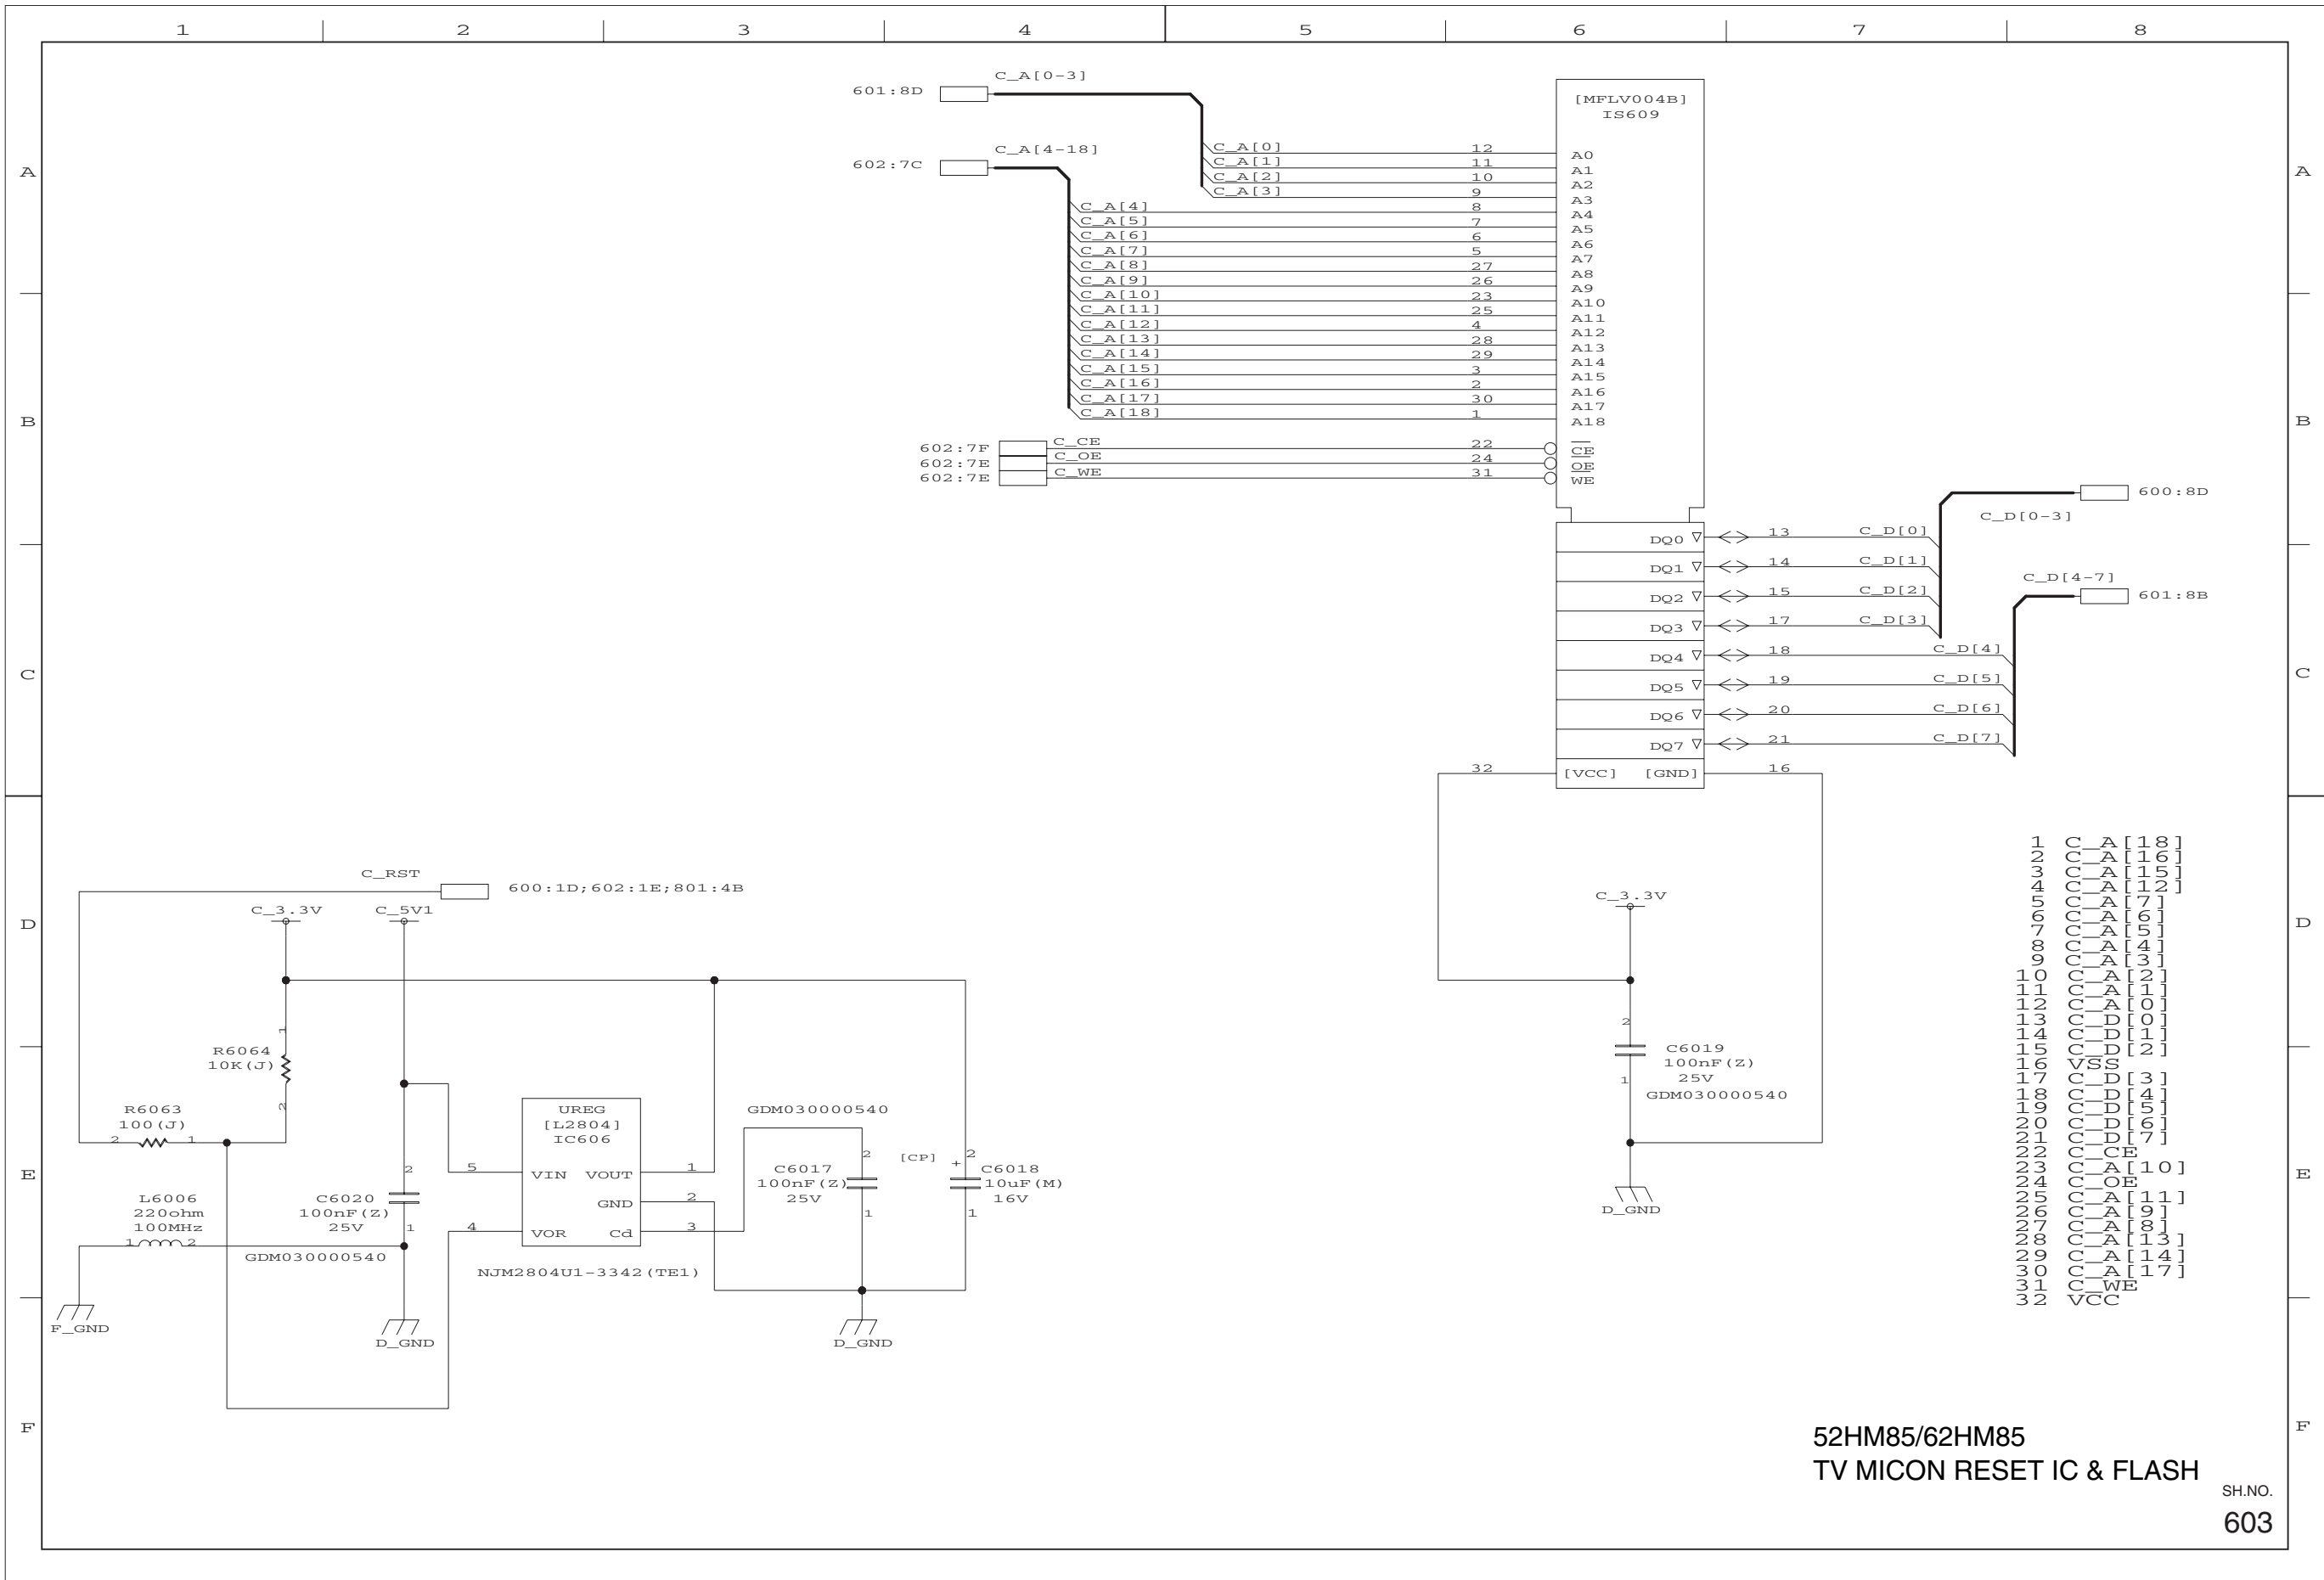 1 2 3 4 5 6 7 8
C_A[0-3]
601:8D
[MFLV004B]
IS609
C_A[4-18]
602:7C
A A
C_A[0] 12 A0
C_A[1] 11 A1
C_A[2] 10 A2
C_A[3] 9 A3
C_A[4] 8 A4
C_A[5] 7 A5
C_A[6] 6 A6
C_A[7] 5 A7
C_A[8] 27 A8
C_A[9] 26 A9
C_A[10] 23 A10
C_A[11] 25 A11
C_A[12] 4 A12
C_A[13] 28 A13
C_A[14] 29 A14
C_A[15] 3 A15
C_A[16] 2 A16
C_A[17] 30 A17
C_A[18] 1 A18
B B
602:7F C_CE 22 CE
602:7E C_OE 24 OE
602:7E C_WE 31 WE
600:8D
C_D[0-3]
DQ0 13 C_D[0]
DQ1 14 C_D[1]
C_D[4-7]
601:8B
DQ2 15 C_D[2]
DQ3 17 C_D[3]
DQ4 18 C_D[4]
C C
DQ5 19 C_D[5]
DQ6 20 C_D[6]
DQ7 21 C_D[7]
32 [VCC] [GND] 16
C_RST
600:1D;602:1E;801:4B
C_3.3V C_5V1
D D
C_3.3V
1
R6064
10K(J)
2
R6063
100(J)
2 1
L6006
220ohm
100MHz
1 2
F_GND
2
C6020
100nF(Z)
25V
1
GDM030000540
D_GND
UREG
[L2804]
IC606
5 VIN VOUT 1
GND 2
4 VOR Cd 3
NJM2804U1-3342(TE1)
GDM030000540
2
C6017
100nF(Z)
25V
1
[CP] + 2
C6018
10uF(M)
16V
1
D_GND
2
C6019
100nF(Z)
25V
1
GDM030000540
D_GND
E E
1 C_A[18]
2 C_A[16]
3 C_A[15]
4 C_A[12]
5 C_A[7]
6 C_A[6]
7 C_A[5]
8 C_A[4]
9 C_A[3]
10 C_A[2]
11 C_A[1]
12 C_A[0]
13 C_D[0]
14 C_D[1]
15 C_D[2]
16 VSS
17 C_D[3]
18 C_D[4]
19 C_D[5]
20 C_D[6]
21 C_D[7]
22 C_CE
23 C_A[10]
24 C_OE
25 C_A[11]
26 C_A[9]
27 C_A[8]
28 C_A[13]
29 C_A[14]
30 C_A[17]
31 C_WE
32 VCC
F F
52HM85/62HM85
TV MICON RESET IC & FLASH
SH.NO.
603